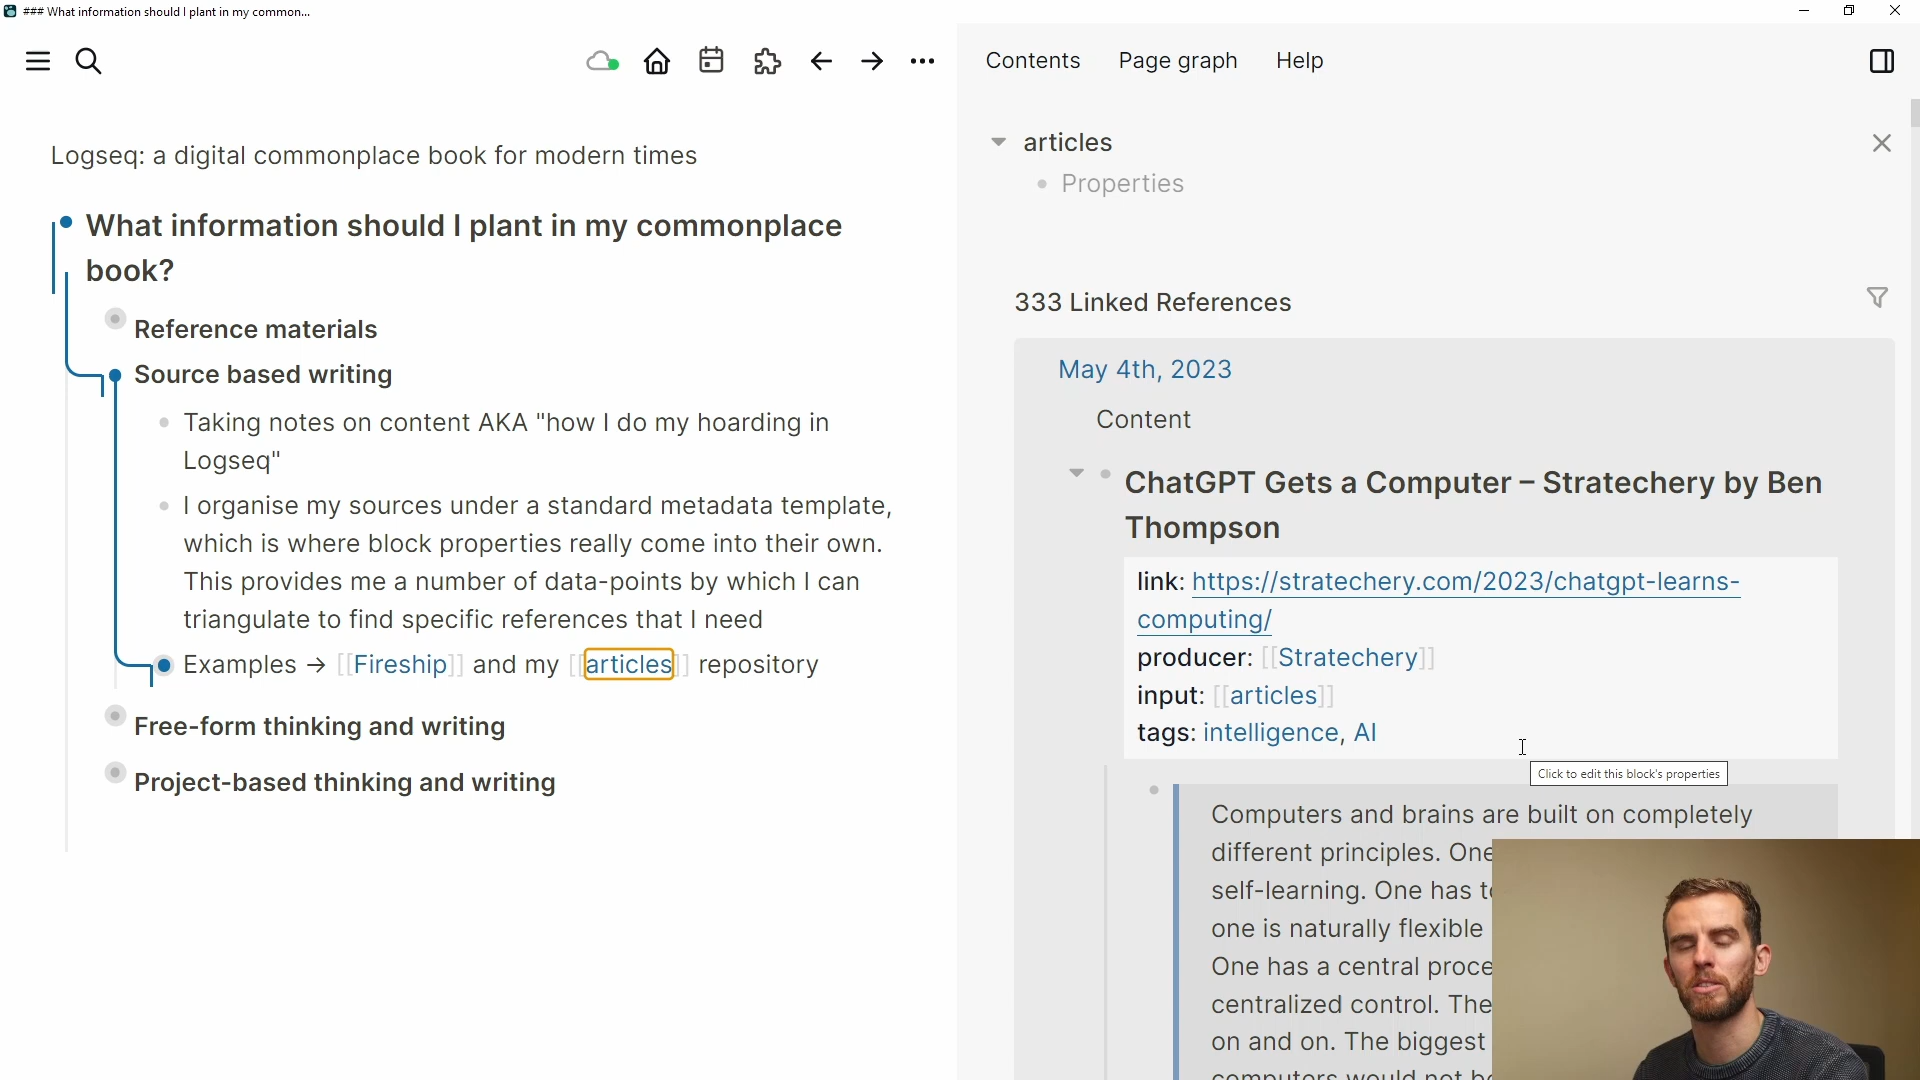 ### What information should I plant in my common...
Contents
Page graph
Help
Logseq: a digital commonplace book for modern times
What information should I plant in my commonplace
book?
Reference materials
Source based writing
Taking notes on content AKA "how I do my hoarding in
Logseq"
I organise my sources under a standard metadata template,
which is where block properties really come into their own.
This provides me a number of data-points by which I can
triangulate to find specific references that I need
Examples → [[Fireship]] and my [[articles]] repository
Free-form thinking and writing
Project-based thinking and writing
articles
Properties
333 Linked References
May 4th, 2023
Content
ChatGPT Gets a Computer – Stratechery by Ben
Thompson
link: https://stratechery.com/2023/chatgpt-learns-
computing/
producer: [[Stratechery]]
input: [[articles]]
tags: intelligence, AI
Click to edit this block's properties
Computers and brains are built on completely
different principles. One
self-learning. One has
one is naturally flexible
One has a central
centralized control.
on and on. The biggest
computers would not